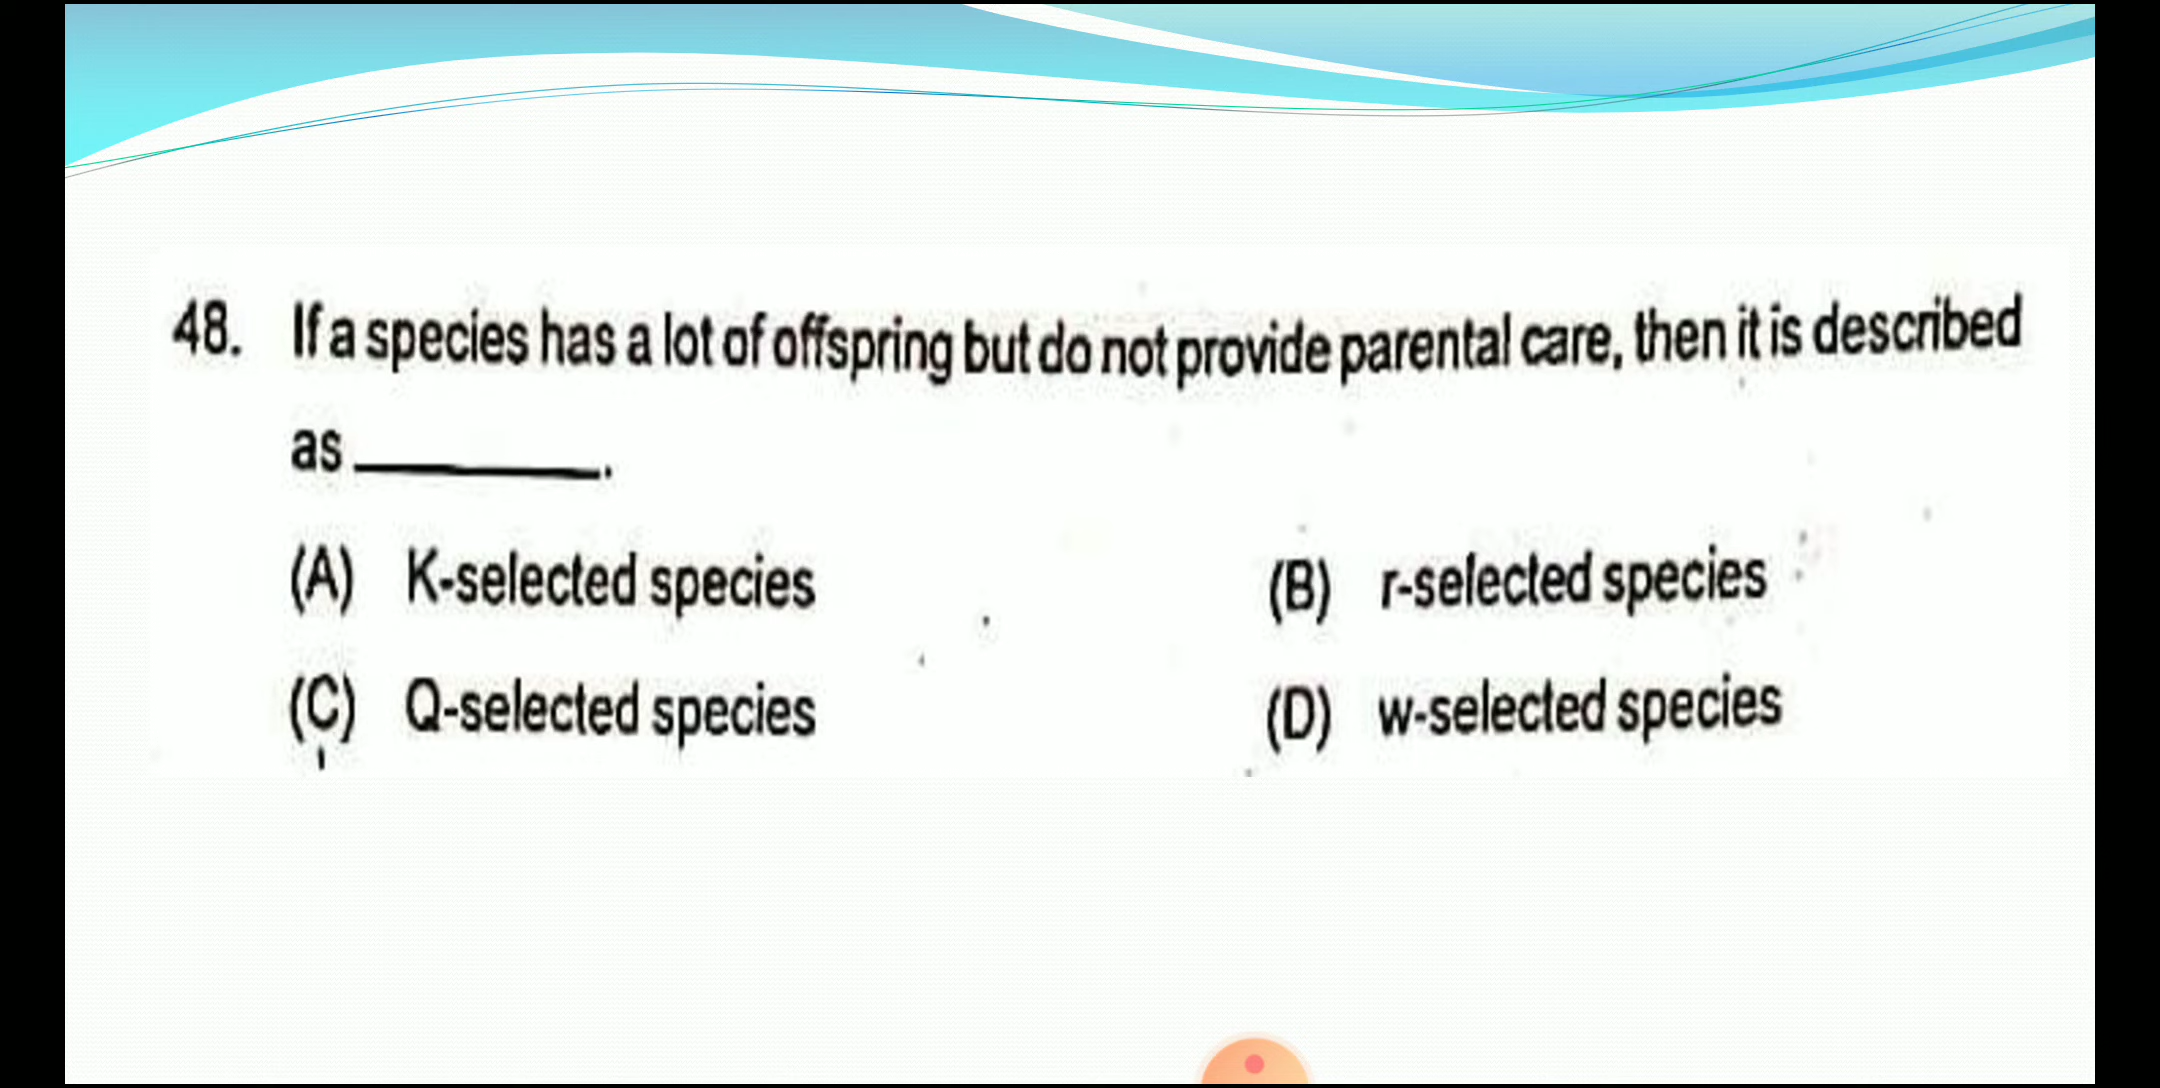 48. If a species has a lot of offspring but do not provide parental care, then it is described
as ________.
(A) K-selected species (B) r-selected species
(C) Q-selected species (D) w-selected species